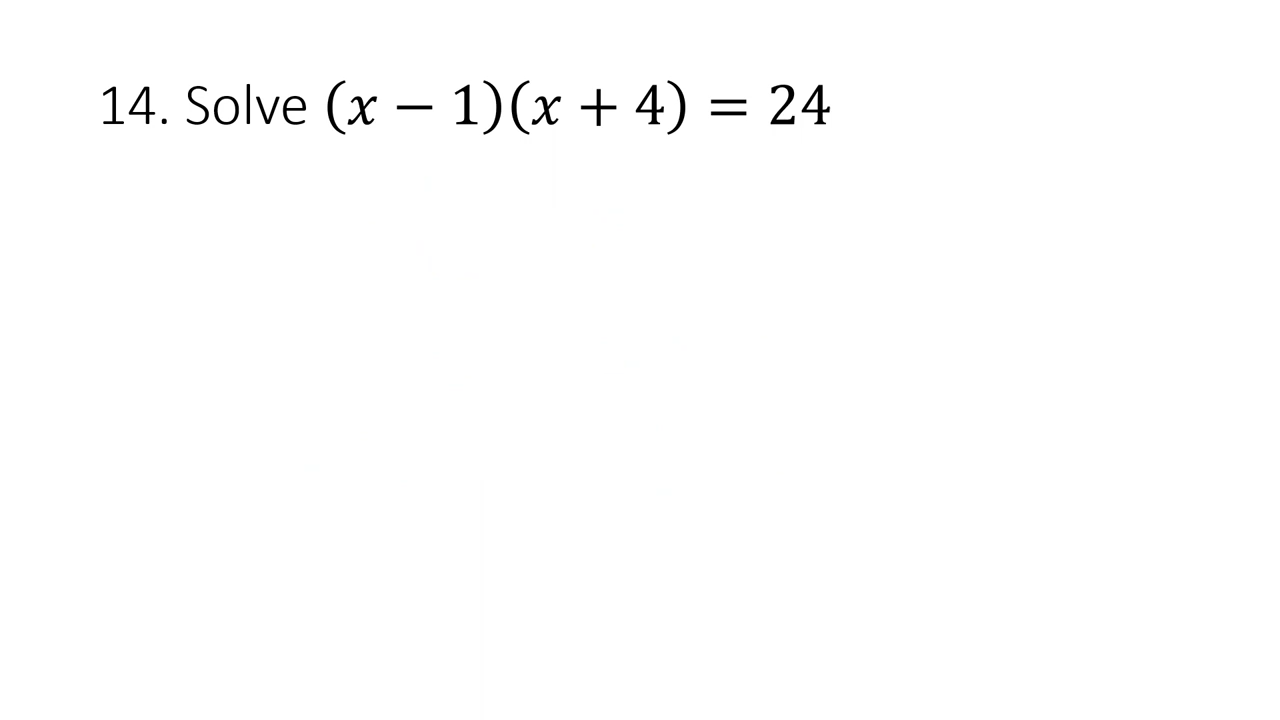 14. Solve (x − 1)(x + 4) = 24